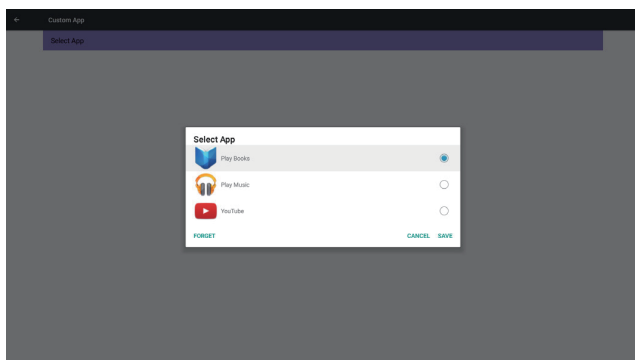 Custom App
Select App
Select App
Play Books
Play Music
YouTube
FORGET CANCEL SAVE